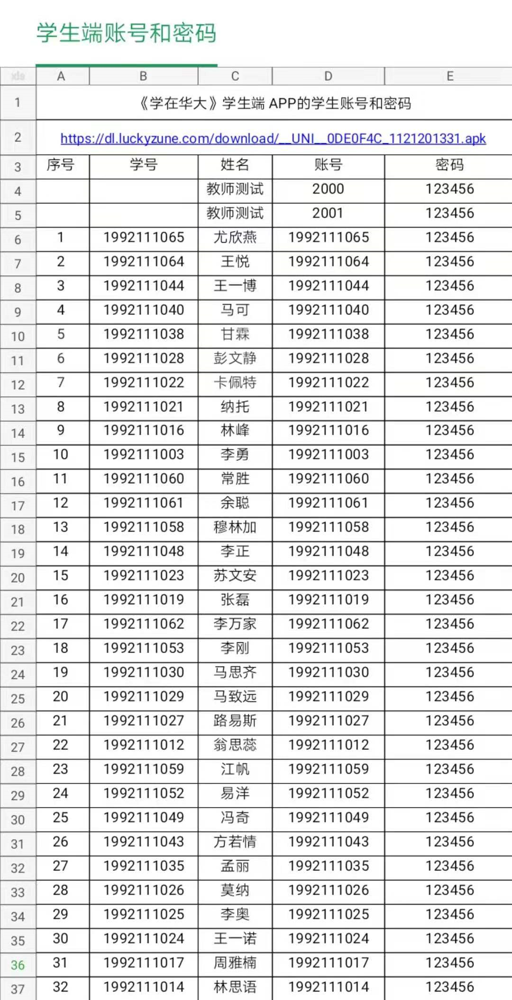 学生端账号和密码
xls A B C D E
1 《学在华大》学生端 APP的学生账号和密码
2 https://dl.luckyzune.com/download/__UNI__0DE0F4C_1121201331.apk
3 序号 学号 姓名 账号 密码
4 教师测试 2000 123456
5 教师测试 2001 123456
6 1 1992111065 尤欣燕 1992111065 123456
7 2 1992111064 王悦 1992111064 123456
8 3 1992111044 王一博 1992111044 123456
9 4 1992111040 马可 1992111040 123456
10 5 1992111038 甘霖 1992111038 123456
11 6 1992111028 彭文静 1992111028 123456
12 7 1992111022 卡佩特 1992111022 123456
13 8 1992111021 纳托 1992111021 123456
14 9 1992111016 林峰 1992111016 123456
15 10 1992111003 李勇 1992111003 123456
16 11 1992111060 常胜 1992111060 123456
17 12 1992111061 余聪 1992111061 123456
18 13 1992111058 穆林加 1992111058 123456
19 14 1992111048 李正 1992111048 123456
20 15 1992111023 苏文安 1992111023 123456
21 16 1992111019 张磊 1992111019 123456
22 17 1992111062 李万家 1992111062 123456
23 18 1992111053 李刚 1992111053 123456
24 19 1992111030 马思齐 1992111030 123456
25 20 1992111029 马致远 1992111029 123456
26 21 1992111027 路易斯 1992111027 123456
27 22 1992111012 翁思蕊 1992111012 123456
28 23 1992111059 江帆 1992111059 123456
29 24 1992111052 易洋 1992111052 123456
30 25 1992111049 冯奇 1992111049 123456
31 26 1992111043 方若情 1992111043 123456
32 27 1992111035 孟丽 1992111035 123456
33 28 1992111026 莫纳 1992111026 123456
34 29 1992111025 李奥 1992111025 123456
35 30 1992111024 王一诺 1992111024 123456
36 31 1992111017 周雅楠 1992111017 123456
37 32 1992111014 林思语 1992111014 123456